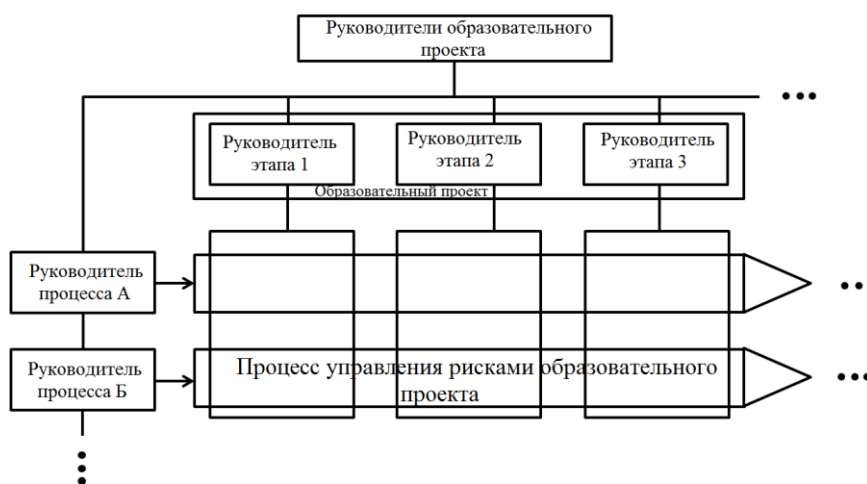 Руководители образовательного
проекта
Руководитель
этапа 1
Руководитель
этапа 2
Руководитель
этапа 3
Образовательный проект
Руководитель
процесса А
Руководитель
процесса Б
Процесс управления рисками образовательного
проекта